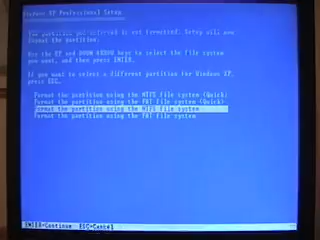 Windows XP Professional Setup
The partition you selected is not formatted. Setup will now
format the partition.
Use the UP and DOWN ARROW keys to select the file system
you want, and then press ENTER.
If you want to select a different partition for Windows XP,
press ESC.
Format the partition using the NTFS file system (Quick)
Format the partition using the FAT file system (Quick)
Format the partition using the NTFS file system
Format the partition using the FAT file system
ENTER=Continue ESC=Cancel